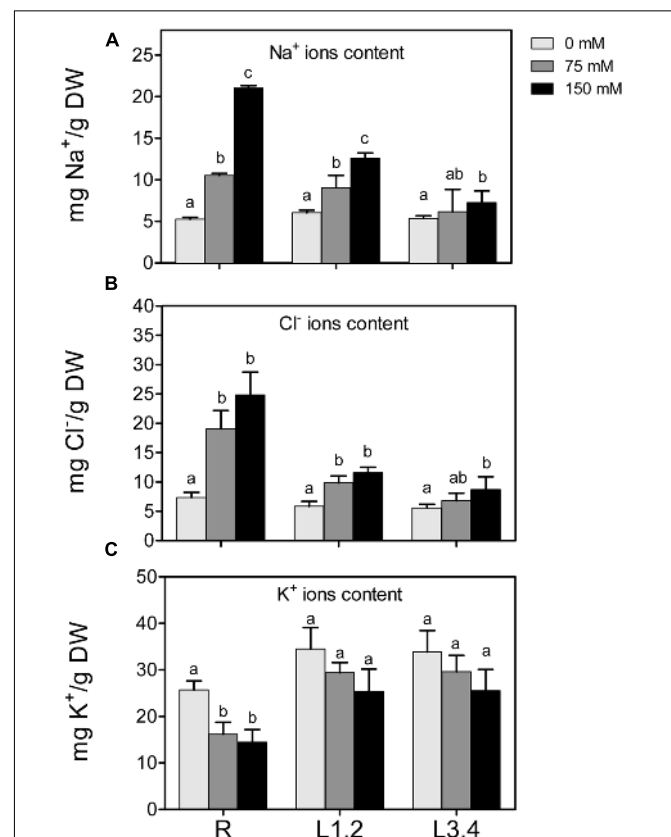 A
Na⁺ ions content
0 mM
75 mM
150 mM
mg Na⁺/g DW
25
20
15
10
5
0
a
b
c
a
b
c
a
ab
b
B
Cl⁻ ions content
mg Cl⁻/g DW
40
35
30
25
20
15
10
5
0
a
b
b
a
b
b
a
ab
b
C
K⁺ ions content
mg K⁺/g DW
50
40
30
20
10
0
a
b
b
a
a
a
a
a
a
R
L1.2
L3.4